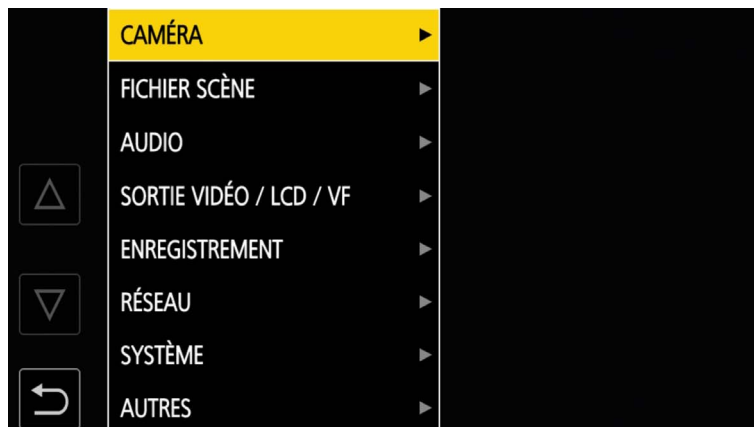 CAMÉRA
FICHIER SCÈNE
AUDIO
SORTIE VIDÉO / LCD / VF
ENREGISTREMENT
RÉSEAU
SYSTÈME
AUTRES